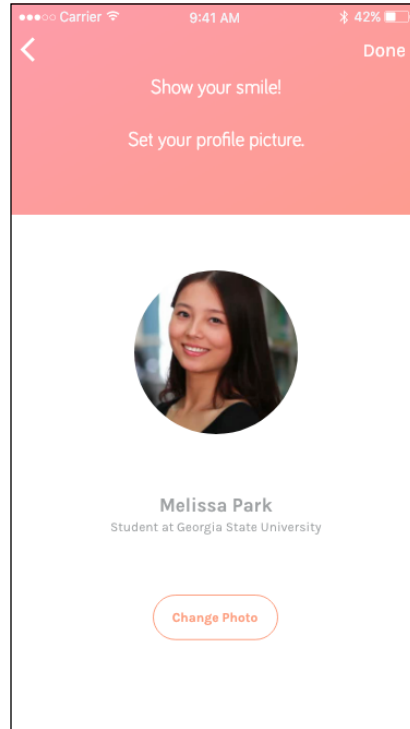 Carrier 9:41 AM 42%
Done
Show your smile!
Set your profile picture.
Melissa Park
Student at Georgia State University
Change Photo